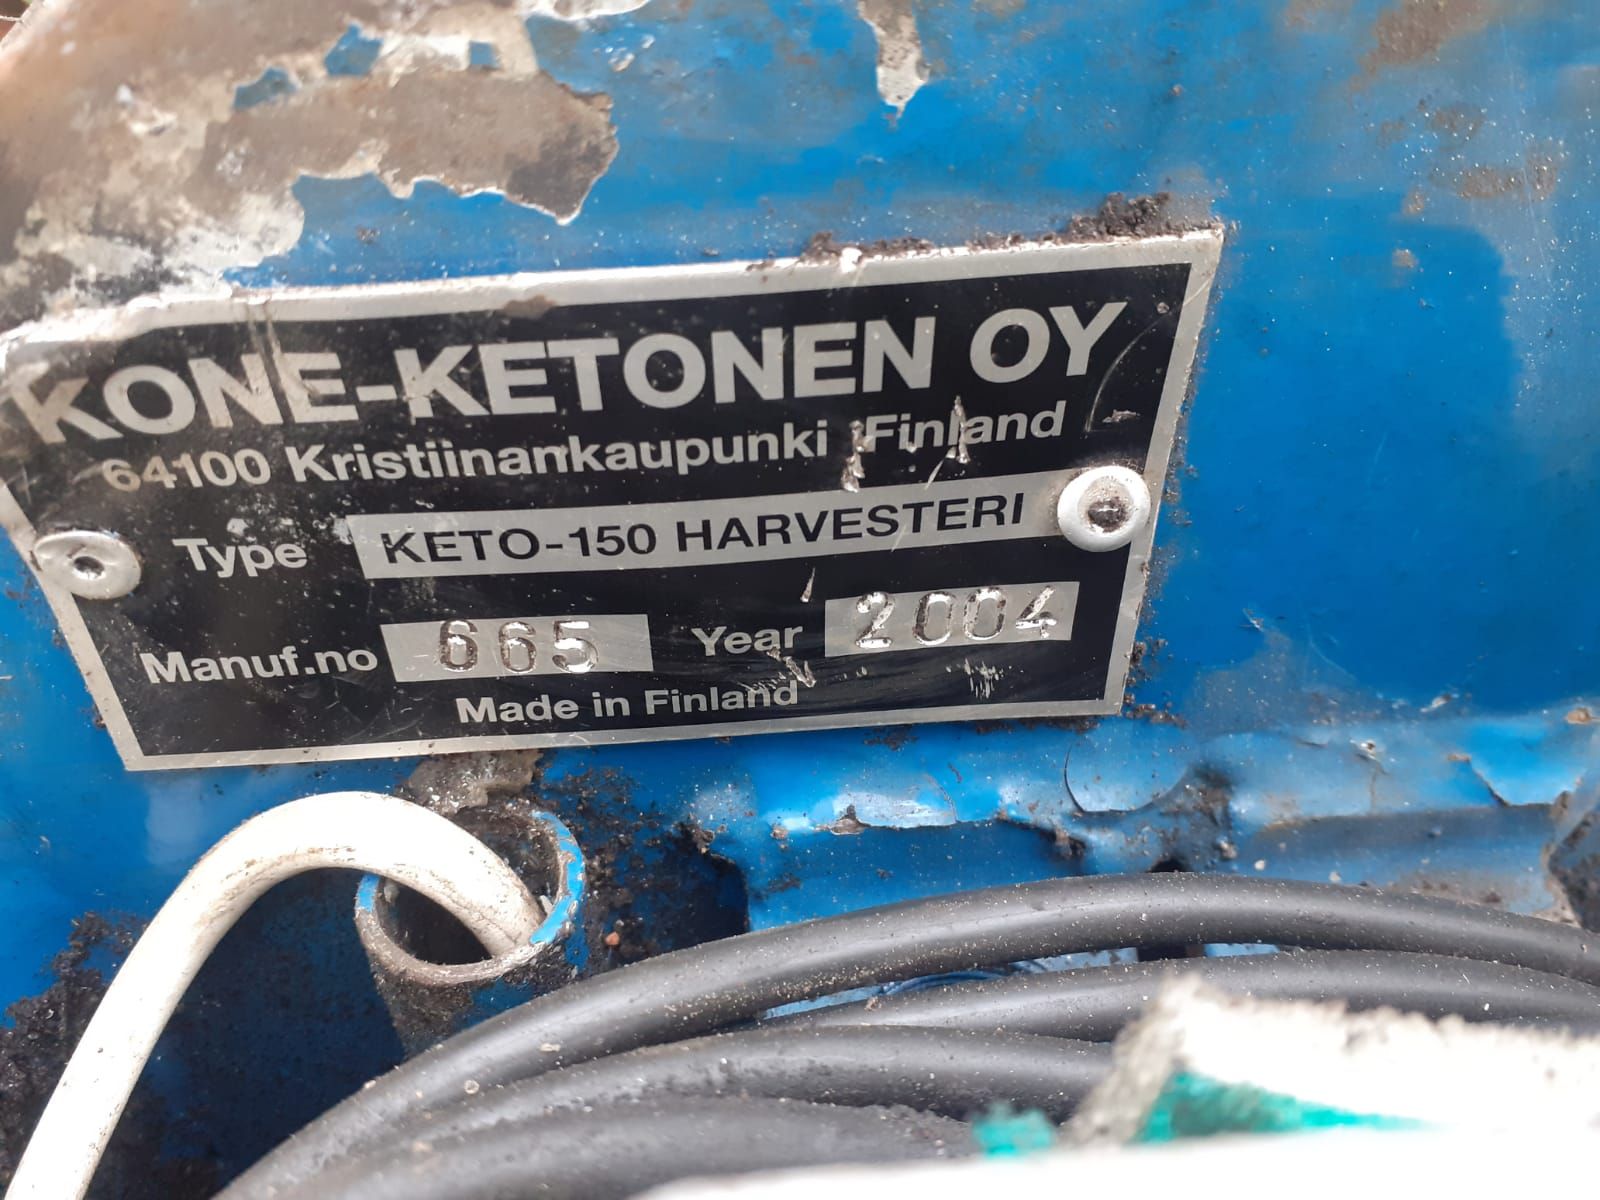 KONE-KETONEN OY
64100 Kristiinankaupunki Finland
Type KETO-150 HARVESTERI
Manuf.no 665 Year 2004
Made in Finland